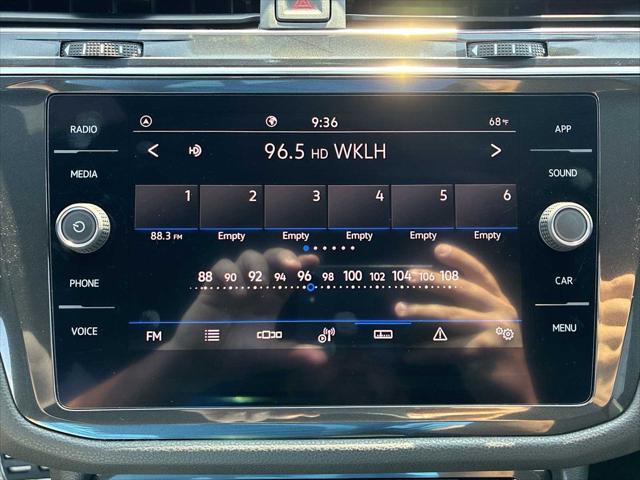 9:36
68°F
RADIO
APP
96.5 HD WKLH
MEDIA
SOUND
1 2 3 4 5 6
88.3 FM Empty Empty Empty Empty Empty
PHONE
CAR
88 90 92 94 96 98 100 102 104 106 108
VOICE
MENU
FM